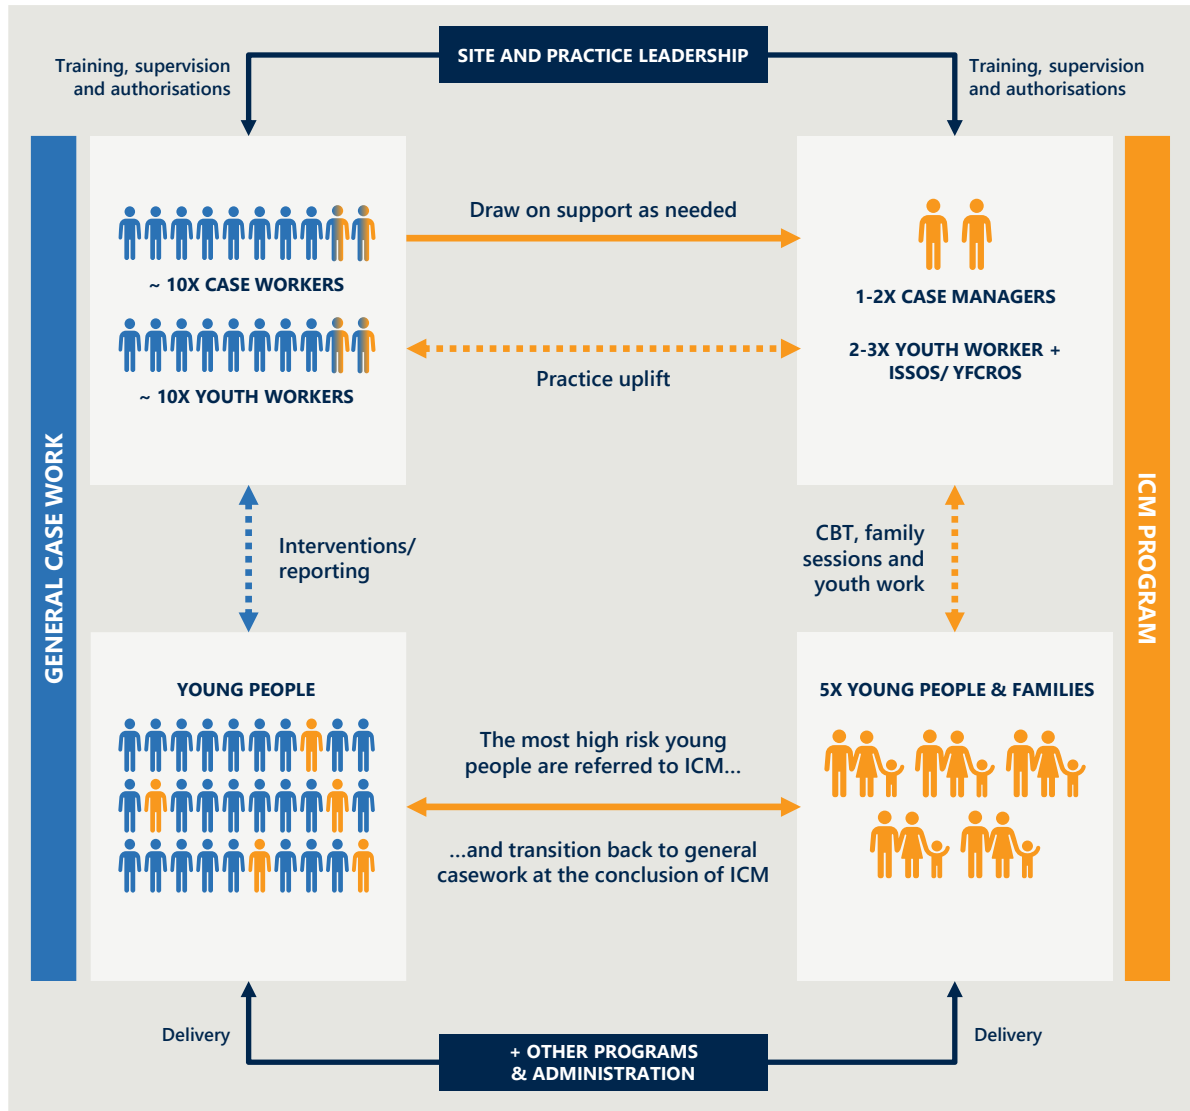 SITE AND PRACTICE LEADERSHIP
Training, supervision
and authorisations
Training, supervision
and authorisations
GENERAL CASE WORK
~ 10X CASE WORKERS
~ 10X YOUTH WORKERS
Draw on support as needed
Practice uplift
1-2X CASE MANAGERS
2-3X YOUTH WORKER +
ISSOS/ YFCROS
ICM PROGRAM
Interventions/
reporting
CBT, family
sessions and
youth work
YOUNG PEOPLE
The most high risk young
people are referred to ICM...
...and transition back to general
casework at the conclusion of ICM
5X YOUNG PEOPLE & FAMILIES
Delivery
+ OTHER PROGRAMS
& ADMINISTRATION
Delivery